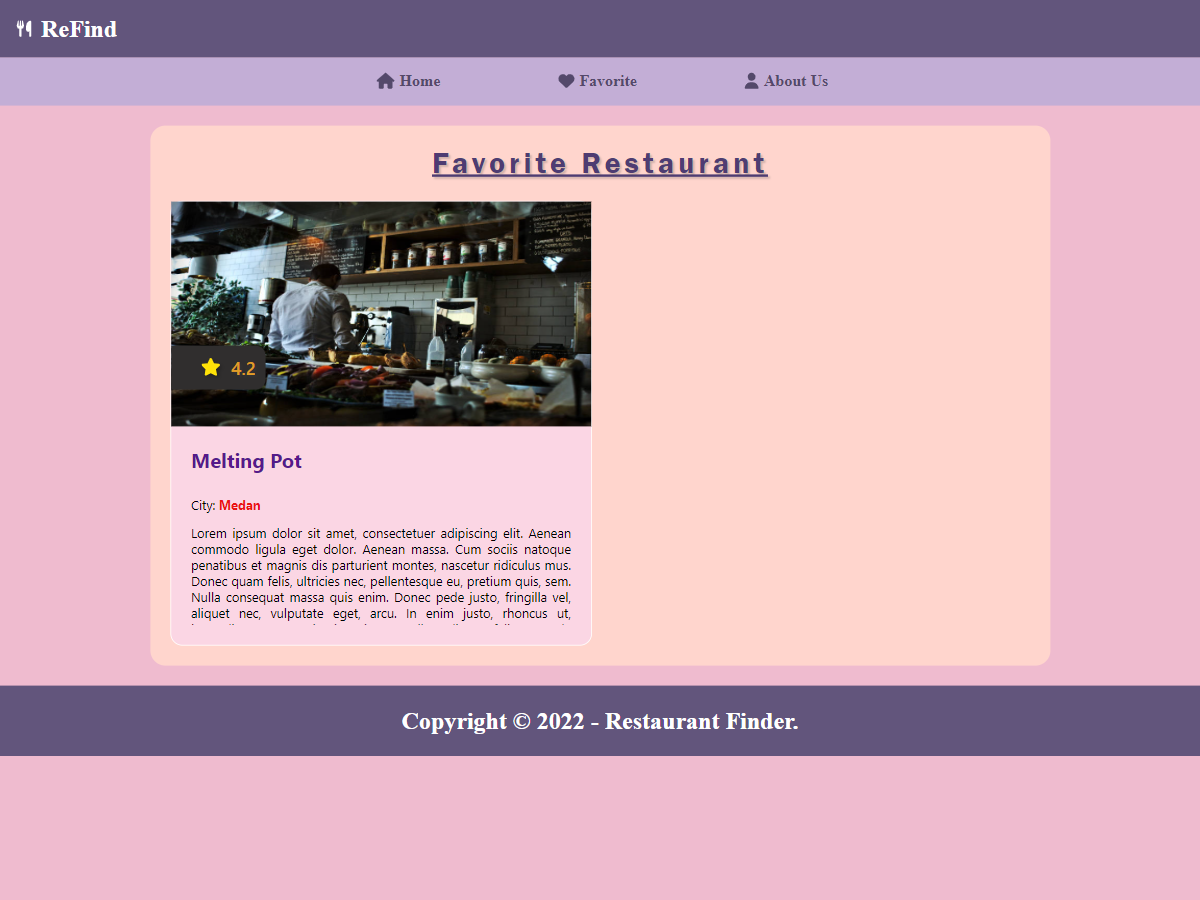 ReFind
Home
Favorite
About Us
Favorite Restaurant
4.2
Melting Pot
City: Medan
Lorem ipsum dolor sit amet, consectetuer adipiscing elit. Aenean
commodo ligula eget dolor. Aenean massa. Cum sociis natoque
penatibus et magnis dis parturient montes, nascetur ridiculus mus.
Donec quam felis, ultricies nec, pellentesque eu, pretium quis, sem.
Nulla consequat massa quis enim. Donec pede justo, fringilla vel,
aliquet nec, vulputate eget, arcu. In enim justo, rhoncus ut,
Copyright © 2022 - Restaurant Finder.